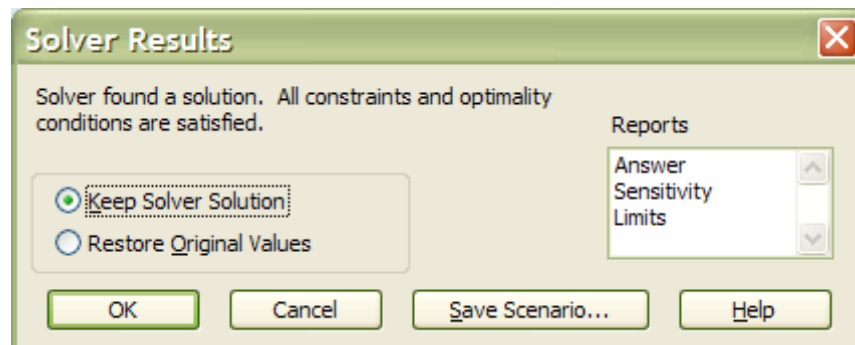 Solver Results
Solver found a solution.  All constraints and optimality
conditions are satisfied.
Reports
Answer
Sensitivity
Limits
Keep Solver Solution
Restore Original Values
OK
Cancel
Save Scenario...
Help